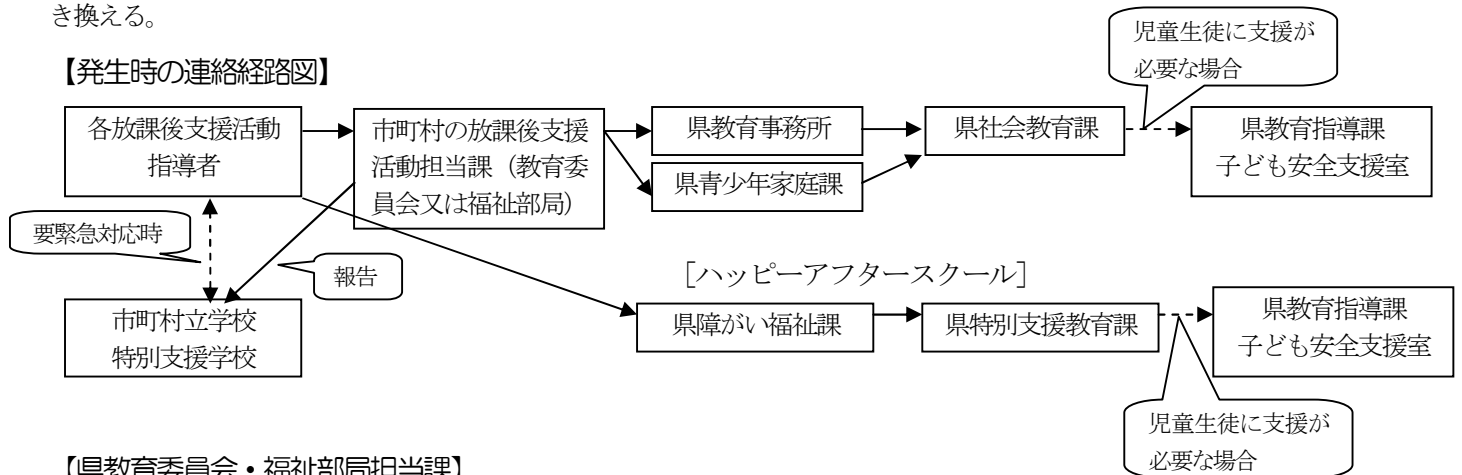 き換える。
児童生徒に支援が
必要な場合
【発生時の連絡経路図】
各放課後支援活動
指導者
市町村の放課後支援
活動担当課（教育委
員会又は福祉部局）
県教育事務所
県青少年家庭課
県社会教育課
県教育指導課
子ども安全支援室
要緊急対応時
報告
市町村立学校
特別支援学校
［ハッピーアフタースクール］
県障がい福祉課
県特別支援教育課
県教育指導課
子ども安全支援室
児童生徒に支援が
必要な場合
【県教育委員会・福祉部局担当課】